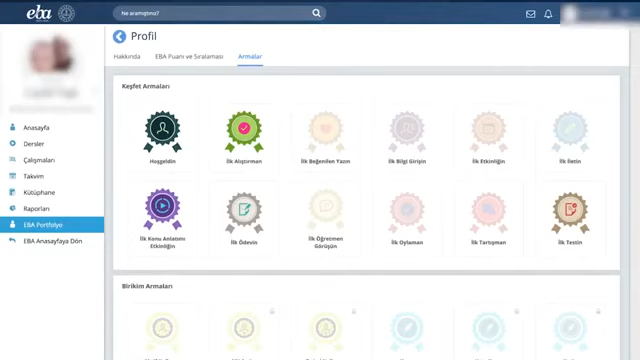 eba
Ne aramıştınız?
Profil
Hakkında
EBA Puanı ve Sıralaması
Armalar
Anasayfa
Dersler
Çalışmaları
Takvim
Kütüphane
Raporları
EBA Portfolyo
EBA Anasayfaya Dön
Keşfet Armaları
Hoşgeldin
İlk Alıştırman
İlk Beğenilen Yazın
İlk Bilgi Girişin
İlk Etkinliğin
İlk İletin
İlk Konu Anlatımı
Etkinliğin
İlk Ödevin
İlk Öğretmen
Görüşün
İlk Oylaman
İlk Tartışman
İlk Testin
Birikim Armaları